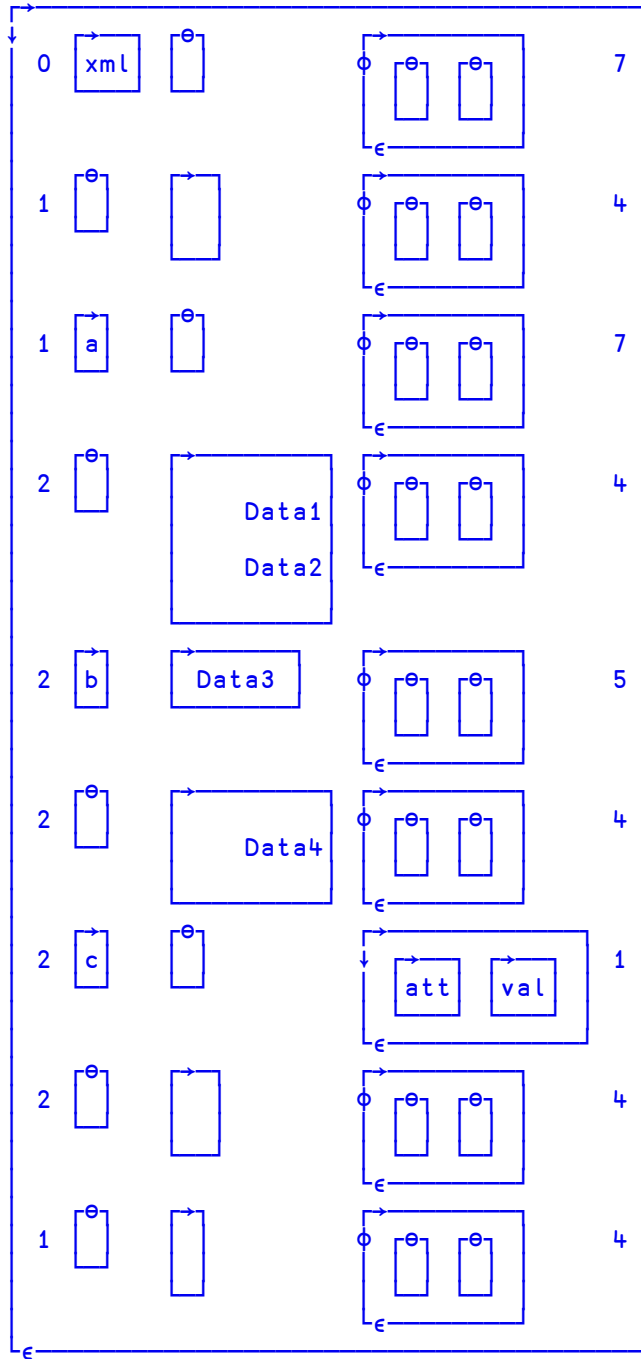 0 xml 7
1 4
1 a 7
2 Data1 4
Data2
2 b Data3 5
2 Data4 4
2 c att val 1
2 4
1 4